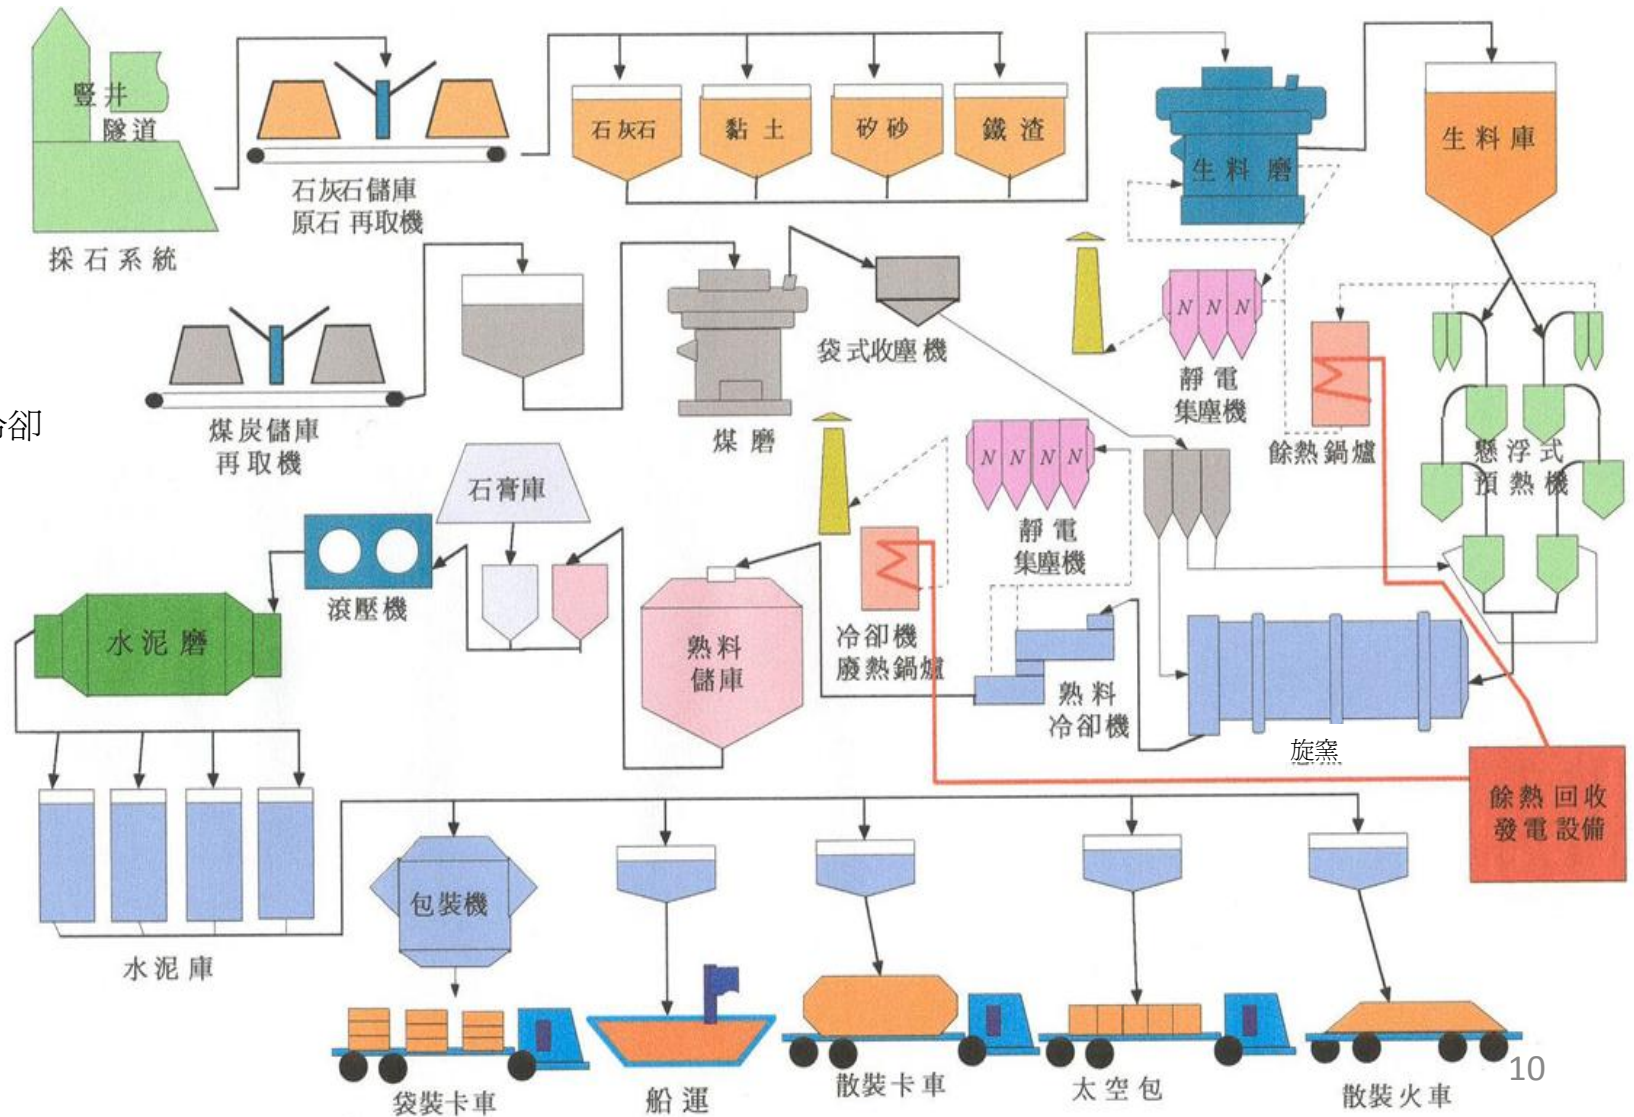 豎井
隧道
採石系統
石灰石儲庫
原石 再取機
石灰石
黏土
矽砂
鐵渣
生料磨
生料庫
煤炭儲庫
再取機
煤磨
袋式收塵機
N N N
靜電
集塵機
餘熱鍋爐
懸浮式
預熱機
卻
石膏庫
滾壓機
水泥磨
熟料
儲庫
N N N N
靜電
集塵機
冷卻機
廢熱鍋爐
熟料
冷卻機
旋窯
餘熱回收
發電設備
水泥庫
包裝機
袋裝卡車
船運
散裝卡車
太空包
散裝火車
10